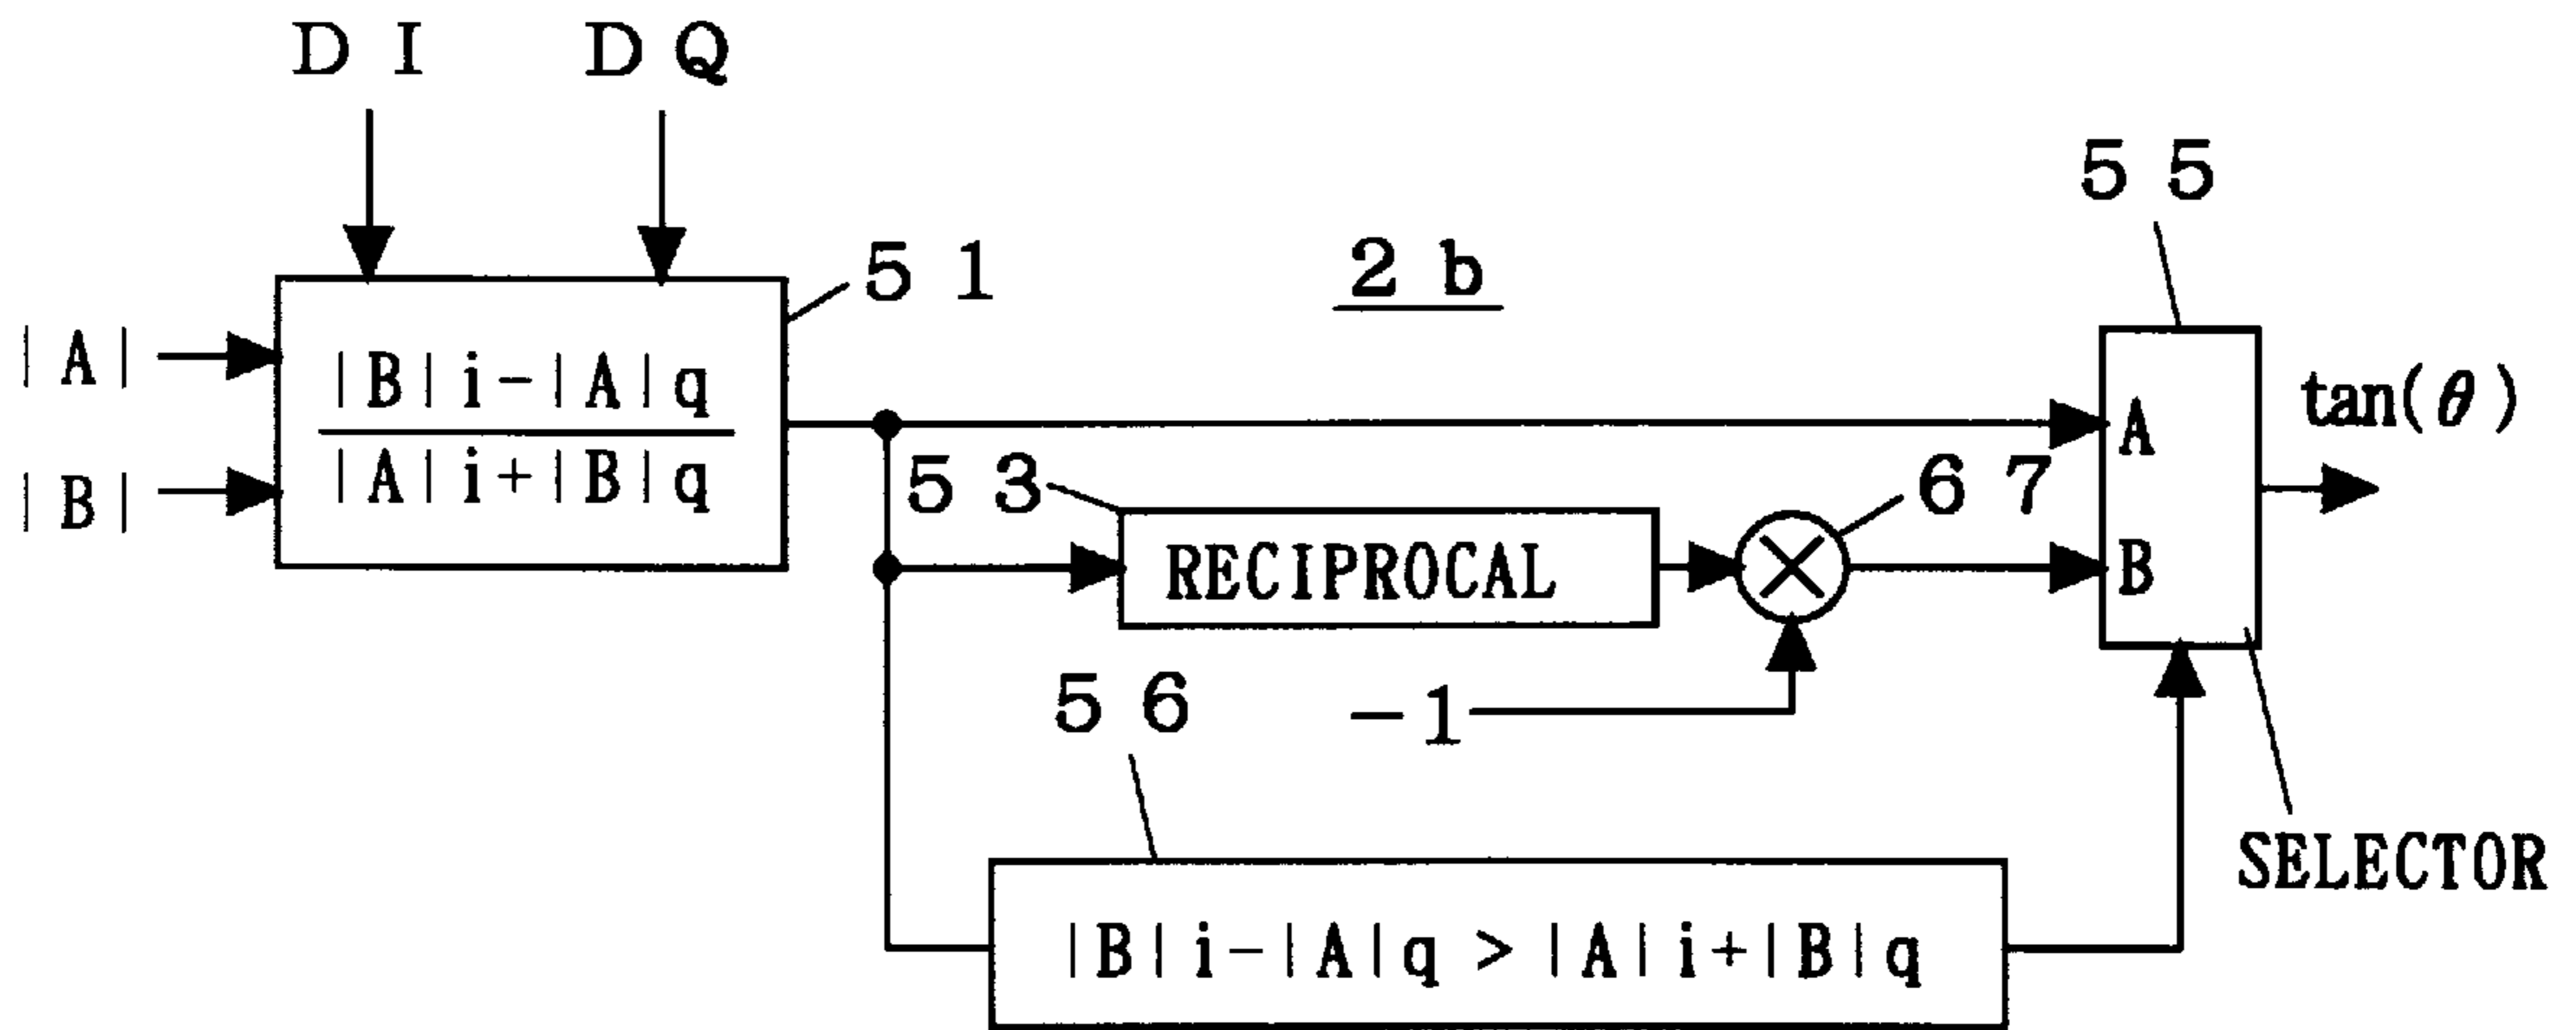 D I
D Q
5 5
5 1
2 b
| A |
| B |
| B | i - | A | q
| A | i + | B | q
A
tan(θ)
5 3
6 7
RECIPROCAL
B
5 6
-1
SELECTOR
| B | i - | A | q > | A | i + | B | q